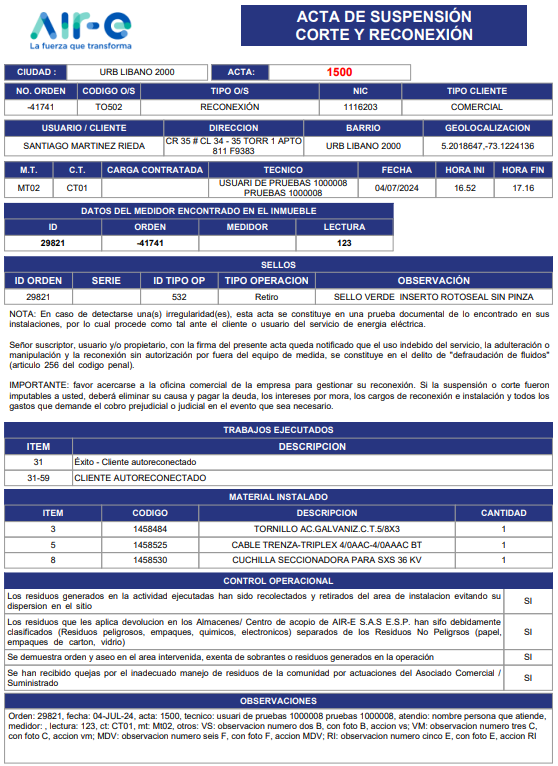 AIR-E
La fuerza que transforma
ACTA DE SUSPENSIÓN
CORTE Y RECONEXIÓN
CIUDAD : URB LIBANO 2000 ACTA: 1500
NO. ORDEN CODIGO O/S TIPO O/S NIC TIPO CLIENTE
-41741 TO502 RECONEXIÓN 1116203 COMERCIAL
USUARIO / CLIENTE DIRECCION BARRIO GEOLOCALIZACION
SANTIAGO MARTINEZ RIEDA CR 35 # CL 34 - 35 TORR 1 APTO 811 F9383 URB LIBANO 2000 5.2018647,-73.1224136
M.T. C.T. CARGA CONTRATADA TECNICO FECHA HORA INI HORA FIN
MT02 CT01 USUARI DE PRUEBAS 1000008 PRUEBAS 1000008 04/07/2024 16.52 17.16
DATOS DEL MEDIDOR ENCONTRADO EN EL INMUEBLE
ID ORDEN MEDIDOR LECTURA
29821 -41741 123
SELLOS
ID ORDEN SERIE ID TIPO OP TIPO OPERACION OBSERVACIÓN
29821 532 Retiro SELLO VERDE INSERTO ROTOSEAL SIN PINZA
NOTA: En caso de detectarse una(s) irregularidad(es), esta acta se constituye en una prueba documental de lo encontrado en sus
instalaciones, por lo cual procede como tal ante el cliente o usuario del servicio de energia eléctrica.
Señor suscriptor, usuario y/o propietario, con la firma del presente acta queda notificado que el uso indebido del servicio, la adulteración o
manipulación y la reconexión sin autorización por fuera del equipo de medida, se constituye en el delito de "defraudación de fluidos"
(articulo 256 del codigo penal).
IMPORTANTE: favor acercarse a la oficina comercial de la empresa para gestionar su reconexión. Si la suspensión o corte fueron
imputables a usted, deberá eliminar su causa y pagar la deuda, los intereses por mora, los cargos de reconexión e instalación y todos los
gastos que demande el cobro prejudicial o judicial en el evento que sea necesario.
TRABAJOS EJECUTADOS
ITEM DESCRIPCION
31 Éxito - Cliente autoreconectado
31-59 CLIENTE AUTORECONECTADO
MATERIAL INSTALADO
ITEM CODIGO DESCRIPCION CANTIDAD
3 1458484 TORNILLO AC.GALVANIZ.C.T.5/8X3 1
5 1458525 CABLE TRENZA-TRIPLEX 4/0AAC-4/0AAAC BT 1
8 1458530 CUCHILLA SECCIONADORA PARA SXS 36 KV 1
CONTROL OPERACIONAL
Los residuos generados en la actividad ejecutadas han sido recolectados y retirados del area de instalacion evitando su
dispersion en el sitio SI
Los residuos que les aplica devolucion en los Almacenes/ Centro de acopio de AIR-E S.A.S E.S.P. han sifo debidamente
clasificados (Residuos peligrosos, empaques, quimicos, electronicos) separados de los Residuos No Peligrsos (papel,
empaques de carton, vidrio) SI
Se demuestra orden y aseo en el area intervenida, exenta de sobrantes o residuos generados en la operación SI
Se han recibido quejas por el inadecuado manejo de residuos de la comunidad por actuaciones del Asociado Comercial /
Suministrado SI
OBSERVACIONES
Orden: 29821, fecha: 04-JUL-24, acta: 1500, tecnico: usuari de pruebas 1000008 pruebas 1000008, atendio: nombre persona que atiende,
medidor: , lectura: 123, ct: CT01, mt: Mt02, otros: VS: observacion numero dos B, con foto B, accion vs; VM: observacion numero tres C,
con foto C, accion vm; MDV: observacion numero seis F, con foto F, accion MDV; RI: observacion numero cinco E, con foto E, accion RI